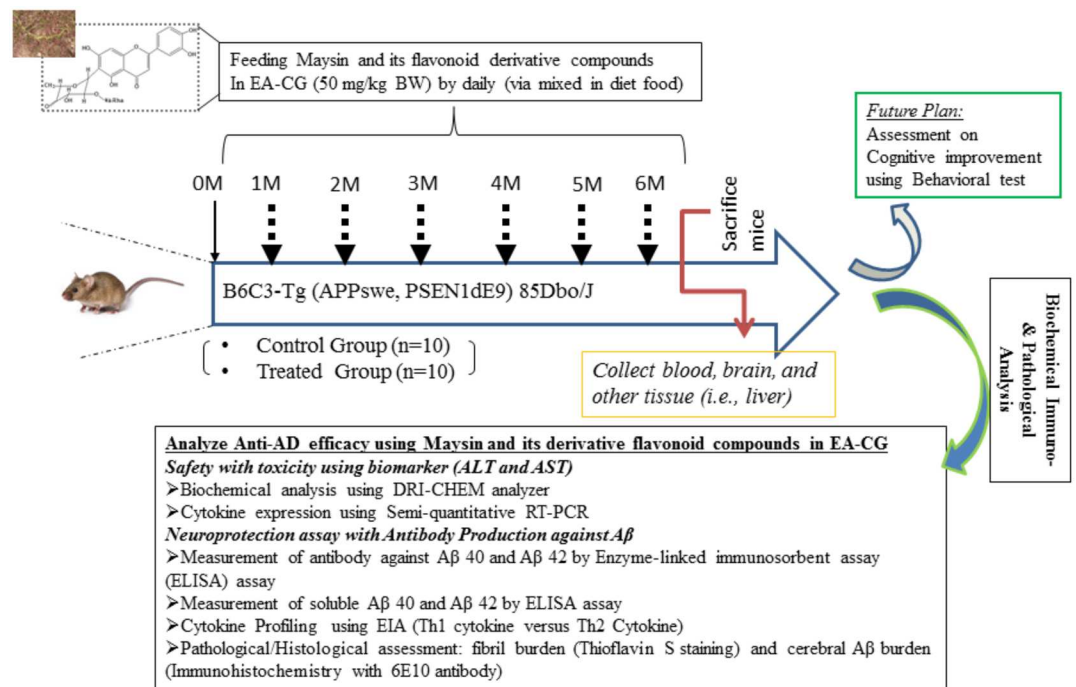 Feeding Maysin and its flavonoid derivative compounds
In EA-CG (50 mg/kg BW) by daily (via mixed in diet food)
Future Plan:
Assessment on
Cognitive improvement
using Behavioral test
0M 1M 2M 3M 4M 5M 6M
Sacrifice
mice
B6C3-Tg (APPswe, PSEN1dE9) 85Dbo/J
• Control Group (n=10)
• Treated Group (n=10)
Collect blood, brain, and
other tissue (i.e., liver)
Biochemical Immuno-
& Pathological
Analysis
Analyze Anti-AD efficacy using Maysin and its derivative flavonoid compounds in EA-CG
Safety with toxicity using biomarker (ALT and AST)
➢Biochemical analysis using DRI-CHEM analyzer
➢Cytokine expression using Semi-quantitative RT-PCR
Neuroprotection assay with Antibody Production against Aβ
➢Measurement of antibody against Aβ 40 and Aβ 42 by Enzyme-linked immunosorbent assay
(ELISA) assay
➢Measurement of soluble Aβ 40 and Aβ 42 by ELISA assay
➢Cytokine Profiling using EIA (Th1 cytokine versus Th2 Cytokine)
➢Pathological/Histological assessment: fibril burden (Thioflavin S staining) and cerebral Aβ burden
(Immunohistochemistry with 6E10 antibody)